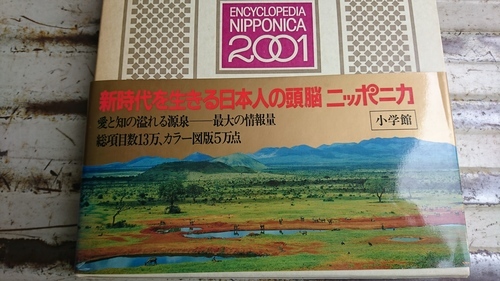 ENCYCLOPEDIA
NIPPONICA
2001
新時代を生きる日本人の頭脳 ニッポニカ
愛と知の溢れる源泉──最大の情報量
小学館
総項目数13万、カラー図版5万点